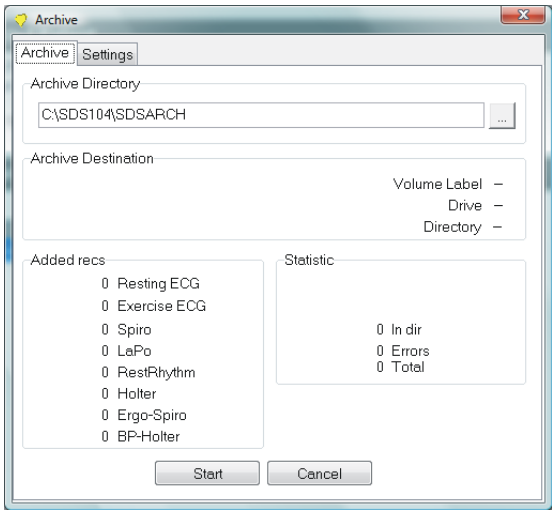 Archive
Archive Settings
Archive Directory
C:\SDS104\SDSARCH ...
Archive Destination
Volume Label –
Drive –
Directory –
Added recs
0 Resting ECG
0 Exercise ECG
0 Spiro
0 LaPo
0 RestRhythm
0 Holter
0 Ergo-Spiro
0 BP-Holter
Statistic
0 In dir
0 Errors
0 Total
Start Cancel